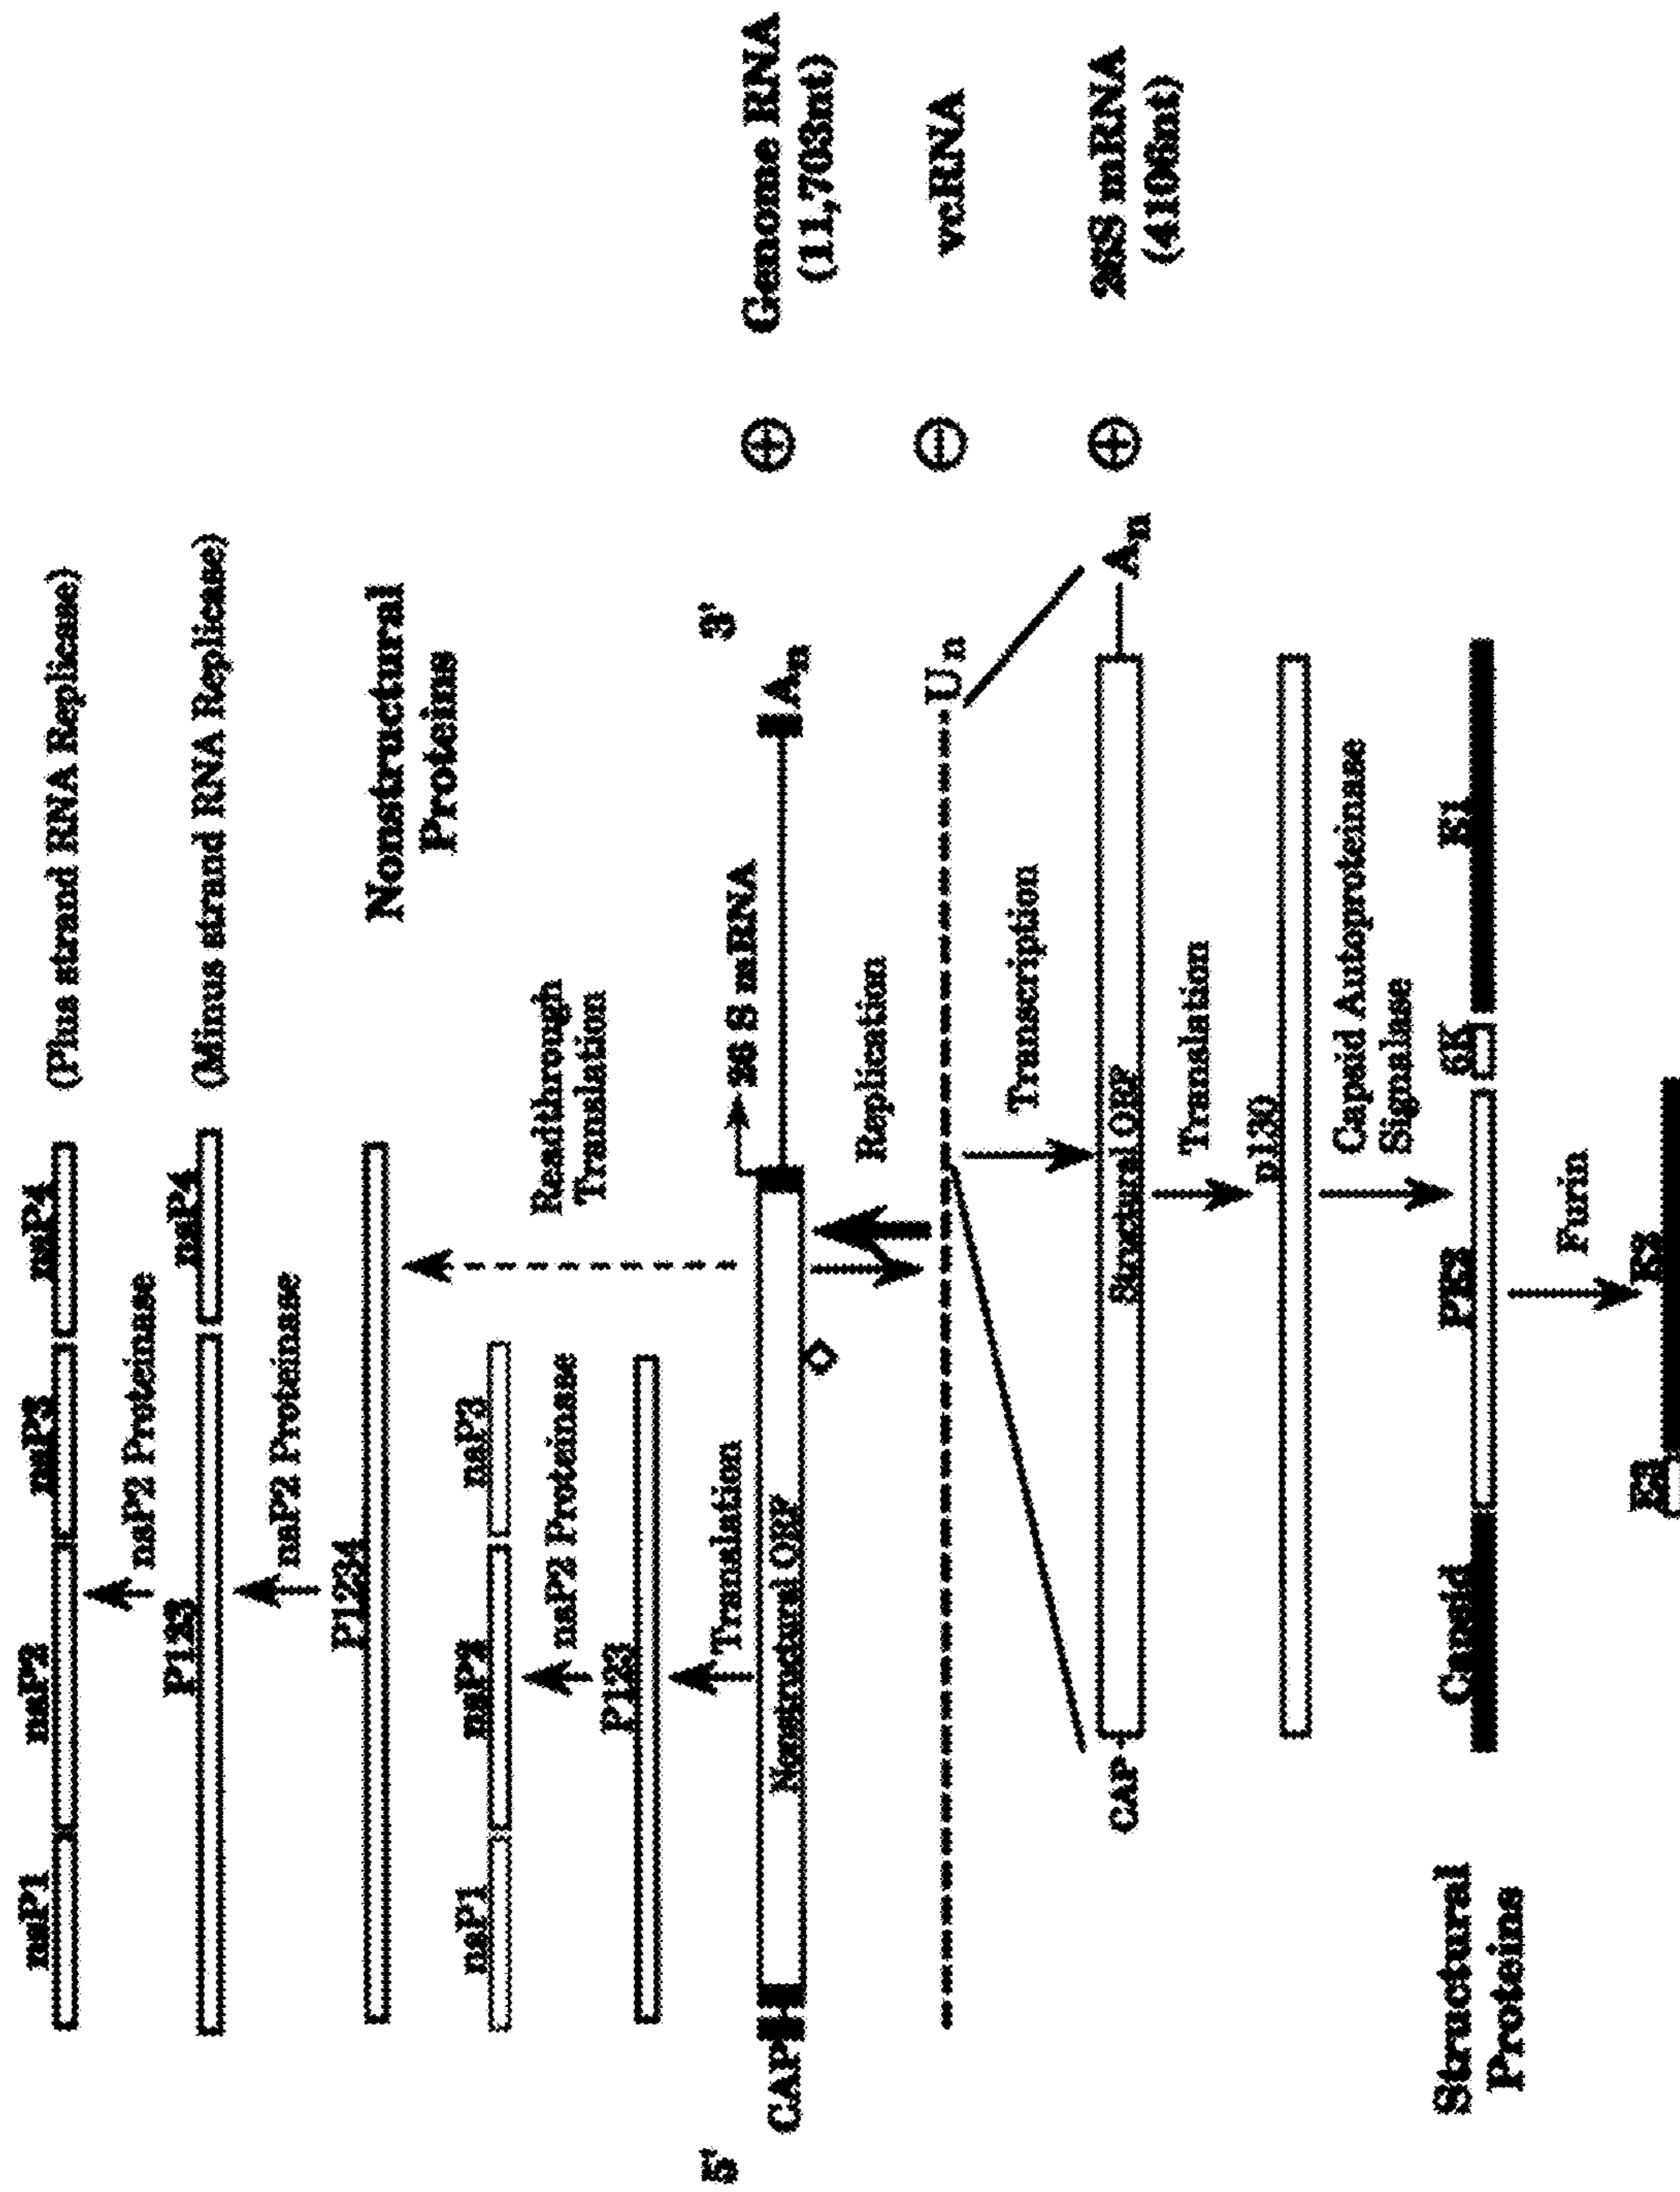 nsP1 nsP2 nsP3 nsP4 (Plus strand RNA Replicase)
nsP2 Proteinase
P123 nsP4 (Minus strand RNA Replicase)
nsP2 Proteinase
P1234
Nonstructural
Proteins
nsP1 nsP2 nsP3
nsP2 Proteinase
Readithrough
Translation
P123
Translation
5' 26 S mRNA 3'
CAP Nonstructural ORF An
+ Genome RNA
(11,703nt)
Replication
Un − vcRNA
Transcription
CAP Structural ORF An + 26S mRNA
(4106nt)
Translation
p130
Capsid Autoproteinase
Signalase
Structural
Proteins
Capsid PE2 6K E1
Furin
E3 E2